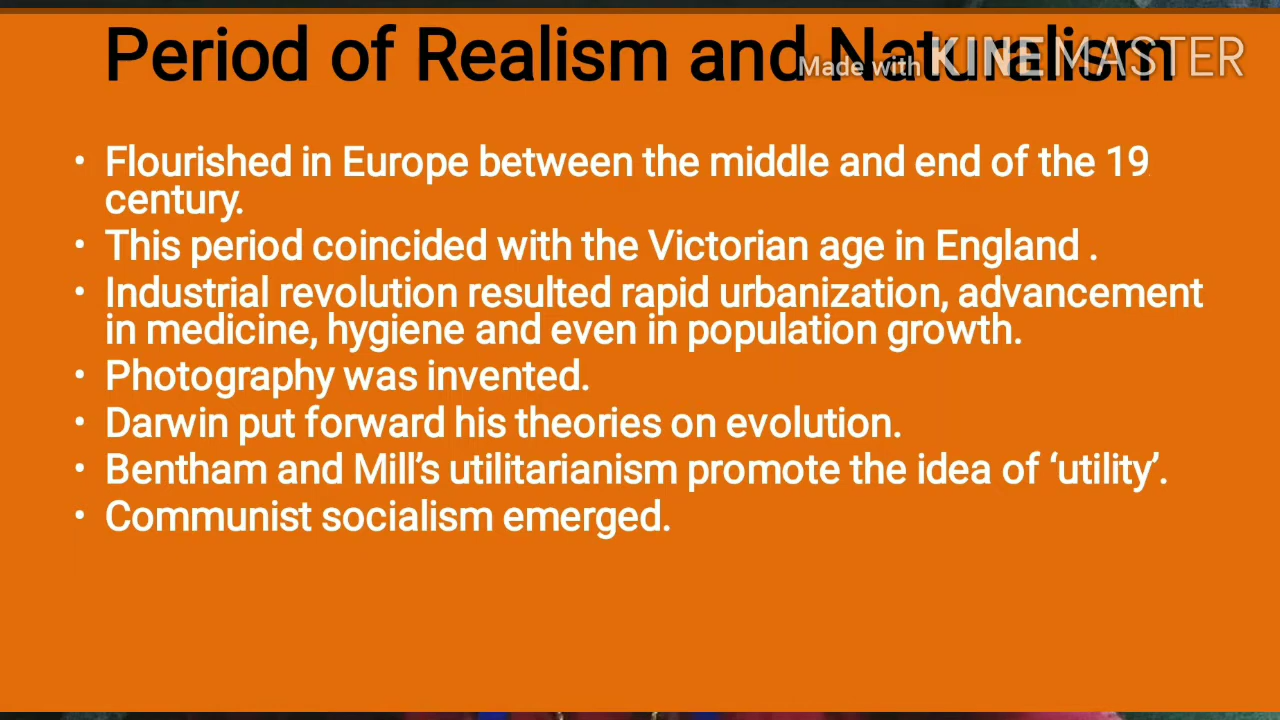 Period of Realism and Naturalism
Made with KINEMASTER
• Flourished in Europe between the middle and end of the 19
century.
• This period coincided with the Victorian age in England .
• Industrial revolution resulted rapid urbanization, advancement
in medicine, hygiene and even in population growth.
• Photography was invented.
• Darwin put forward his theories on evolution.
• Bentham and Mill’s utilitarianism promote the idea of ‘utility’.
• Communist socialism emerged.